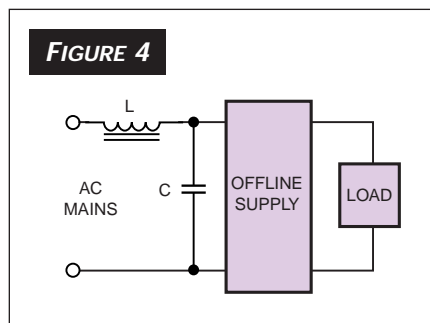 FIGURE 4
L
AC
MAINS
C
OFFLINE
SUPPLY
LOAD